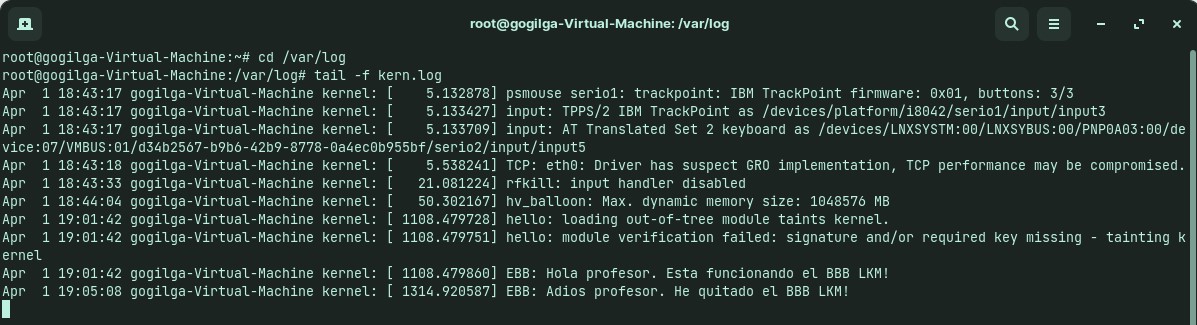 root@gogilga-Virtual-Machine: /var/log
root@gogilga-Virtual-Machine:~# cd /var/log
root@gogilga-Virtual-Machine:/var/log# tail -f kern.log
Apr  1 18:43:17 gogilga-Virtual-Machine kernel: [    5.132878] psmouse serio1: trackpoint: IBM TrackPoint firmware: 0x01, buttons: 3/3
Apr  1 18:43:17 gogilga-Virtual-Machine kernel: [    5.133427] input: TPPS/2 IBM TrackPoint as /devices/platform/i8042/serio1/input/input3
Apr  1 18:43:17 gogilga-Virtual-Machine kernel: [    5.133709] input: AT Translated Set 2 keyboard as /devices/LNXSYSTM:00/LNXSYBUS:00/PNP0A03:00/de
vice:07/VMBUS:01/d34b2567-b9b6-42b9-8778-0a4ec0b955bf/serio2/input/input5
Apr  1 18:43:18 gogilga-Virtual-Machine kernel: [    5.538241] TCP: eth0: Driver has suspect GRO implementation, TCP performance may be compromised.
Apr  1 18:43:33 gogilga-Virtual-Machine kernel: [   21.081224] rfkill: input handler disabled
Apr  1 18:44:04 gogilga-Virtual-Machine kernel: [   50.302167] hv_balloon: Max. dynamic memory size: 1048576 MB
Apr  1 19:01:42 gogilga-Virtual-Machine kernel: [ 1108.479728] hello: loading out-of-tree module taints kernel.
Apr  1 19:01:42 gogilga-Virtual-Machine kernel: [ 1108.479751] hello: module verification failed: signature and/or required key missing - tainting k
ernel
Apr  1 19:01:42 gogilga-Virtual-Machine kernel: [ 1108.479860] EBB: Hola profesor. Esta funcionando el BBB LKM!
Apr  1 19:05:08 gogilga-Virtual-Machine kernel: [ 1314.920587] EBB: Adios profesor. He quitado el BBB LKM!